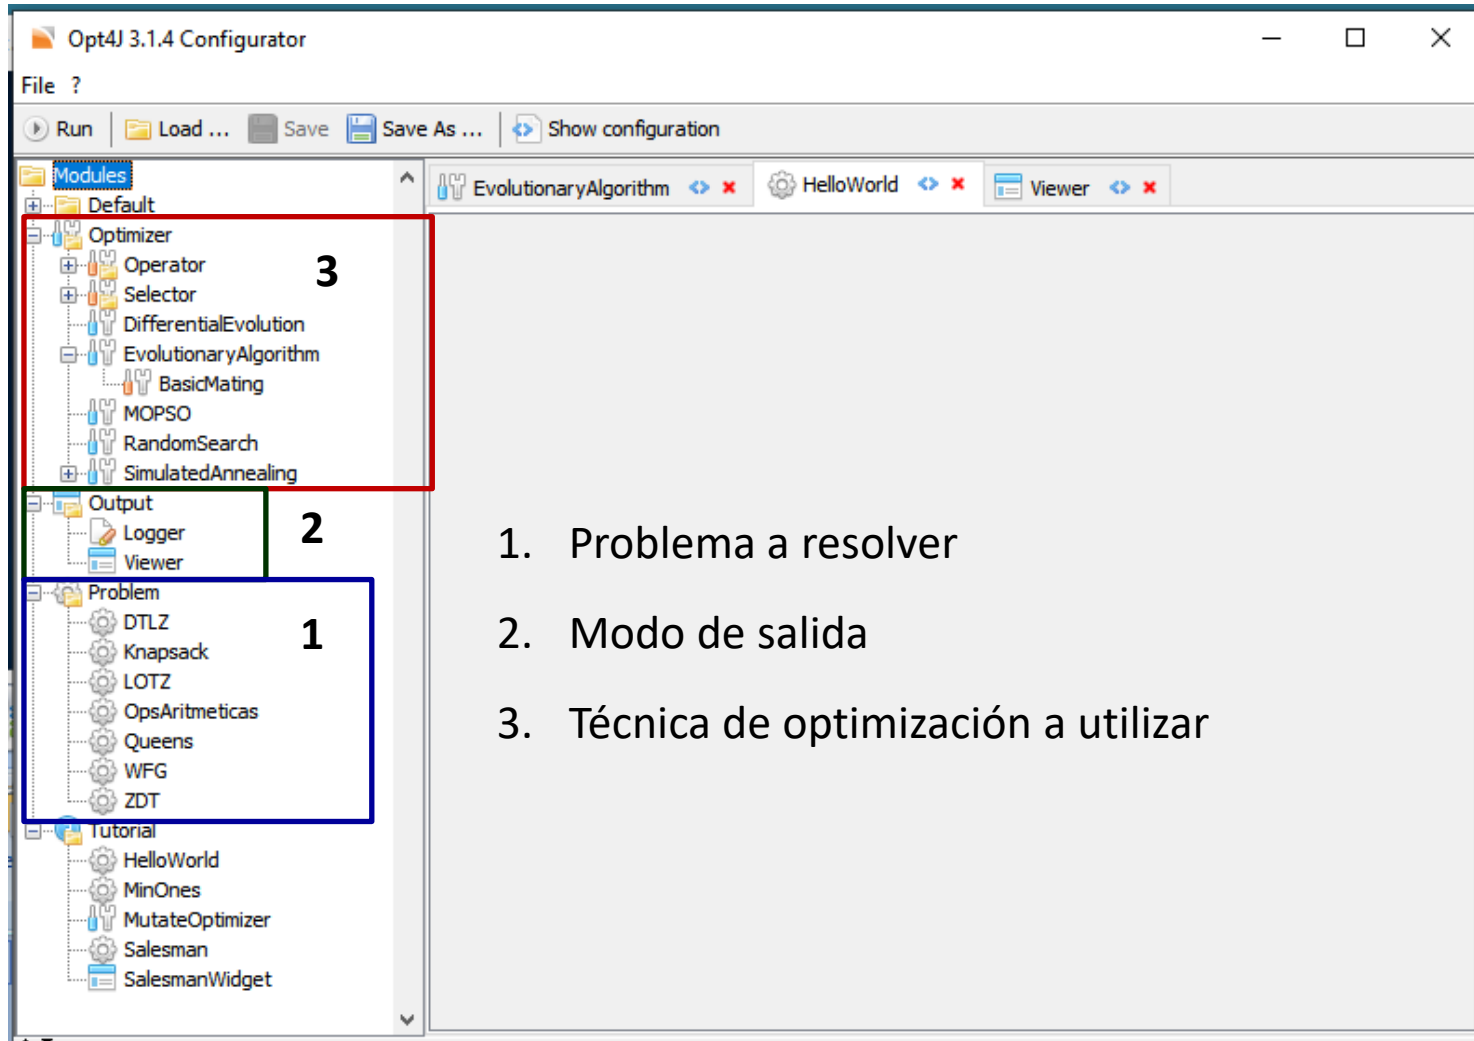 Opt4J 3.1.4 Configurator
File ?
Run Load ... Save Save As ... Show configuration
Modules
EvolutionaryAlgorithm HelloWorld Viewer
Default
Optimizer
Operator
3
Selector
DifferentialEvolution
EvolutionaryAlgorithm
BasicMating
MOPSO
RandomSearch
SimulatedAnnealing
Output
Logger
2
Viewer
Problem
DTLZ
1
Knapsack
LOTZ
OpsAritmeticas
Queens
WFG
ZDT
Tutorial
HelloWorld
MinOnes
MutateOptimizer
Salesman
SalesmanWidget
1. Problema a resolver
2. Modo de salida
3. Técnica de optimización a utilizar